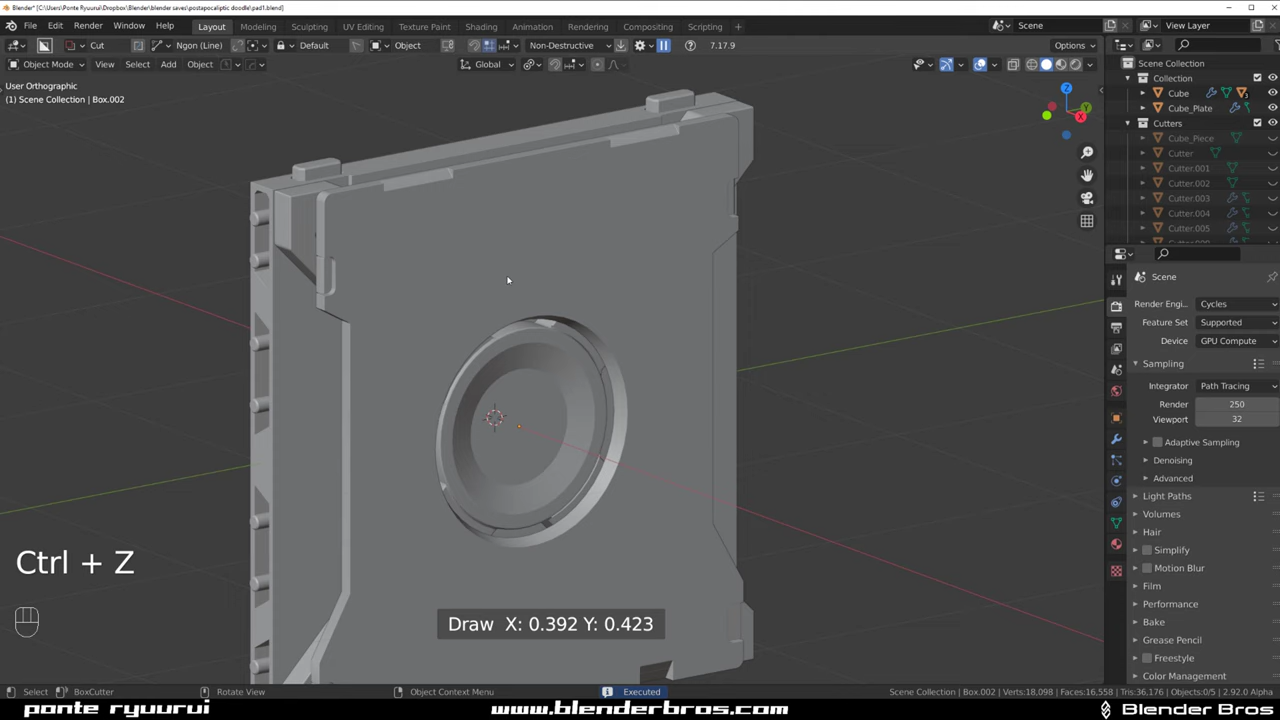 Blender* [C:\Users\Ponte Ryuurui\Dropbox\Blender\blender saves\postapocaliptic doodle\pad1.blend]
File Edit Render Window Help Layout Modeling Sculpting UV Editing Texture Paint Shading Animation Rendering Compositing Scripting Scene View Layer
Cut Ngon (Line) Default Object Non-Destructive 7.17.9 Options
Object Mode View Select Add Object Global
User Orthographic
(1) Scene Collection | Box.002
Z
Y
X
Scene Collection
Collection
Cube
3
Cube_Plate
Cutters
Cube_Piece
Cutter
Cutter.001
Cutter.002
Cutter.003
Cutter.004
Cutter.005
Scene
Render Engi.. Cycles
Feature Set Supported
Device GPU Compute
Sampling
Integrator Path Tracing
Render 250
Viewport 32
Adaptive Sampling
Denoising
Advanced
Light Paths
Volumes
Hair
Simplify
Motion Blur
Film
Performance
Bake
Grease Pencil
Freestyle
Color Management
Ctrl + Z
Draw X: 0.392 Y: 0.423
Select BoxCutter Rotate View Object Context Menu Executed Scene Collection | Box.002 | Verts:18,098 | Faces:16,558 | Tris:36,176 | Objects:0/5 | 2.92.0 Alpha
ponte ryuurui www.blenderbros.com Blender Bros